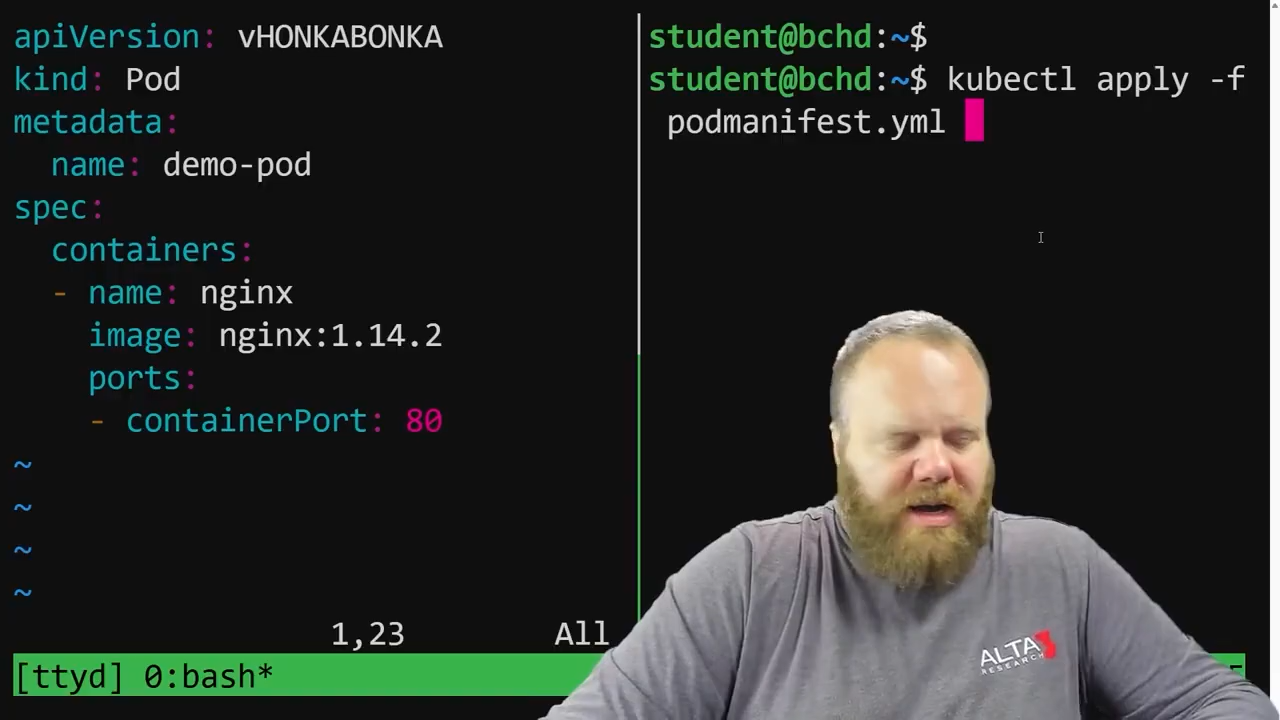 apiVersion: vHONKABONKA
kind: Pod
metadata:
  name: demo-pod
spec:
  containers:
  - name: nginx
    image: nginx:1.14.2
    ports:
    - containerPort: 80
~
~
~
~
1,23 All
[ttyd] 0:bash*
student@bchd:~$
student@bchd:~$ kubectl apply -f
 podmanifest.yml
ALTA3
RESEARCH